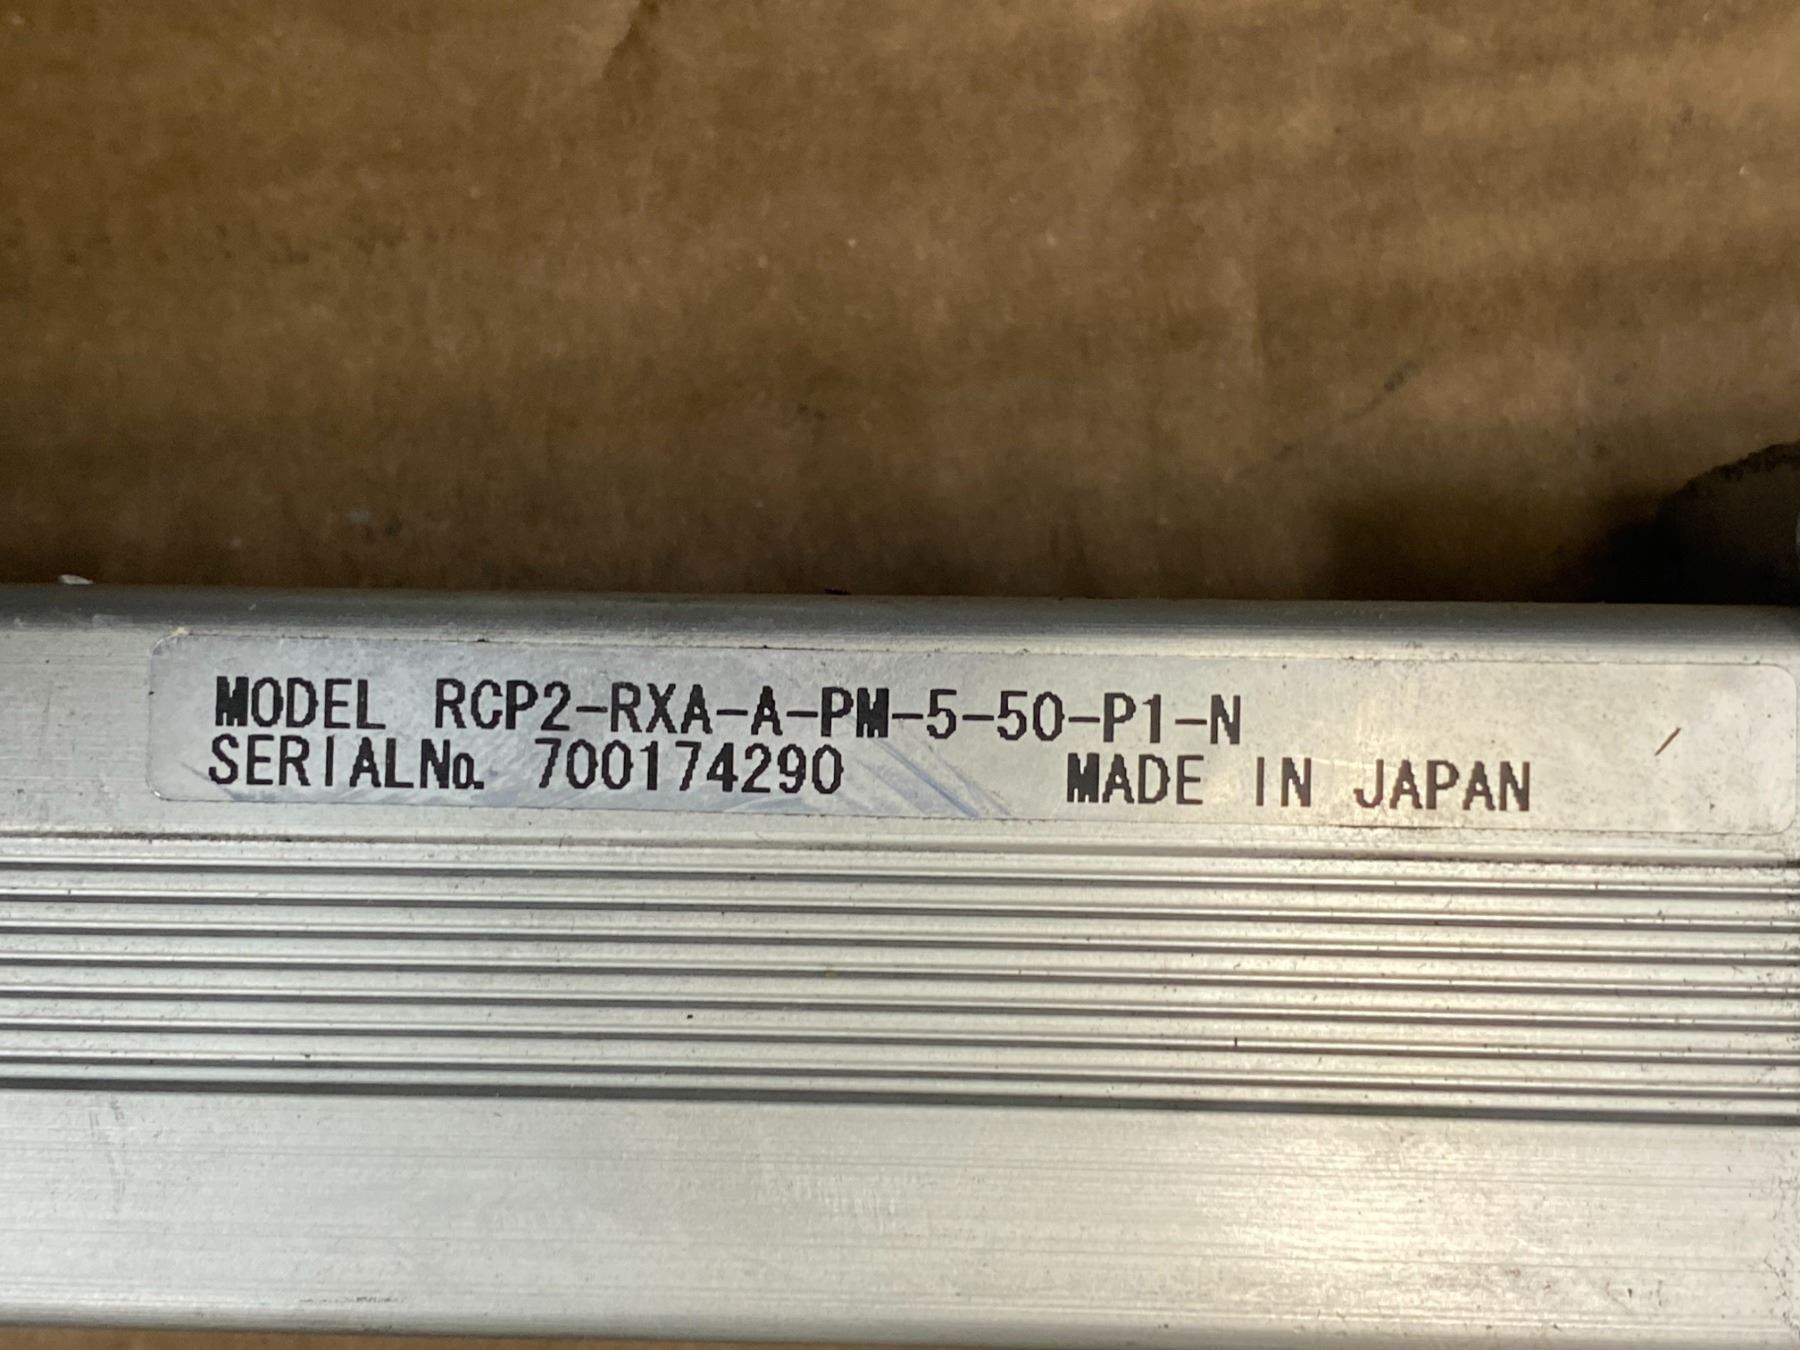 MODEL RCP2-RXA-A-PM-5-50-P1-N
SERIALNo. 700174290 MADE IN JAPAN